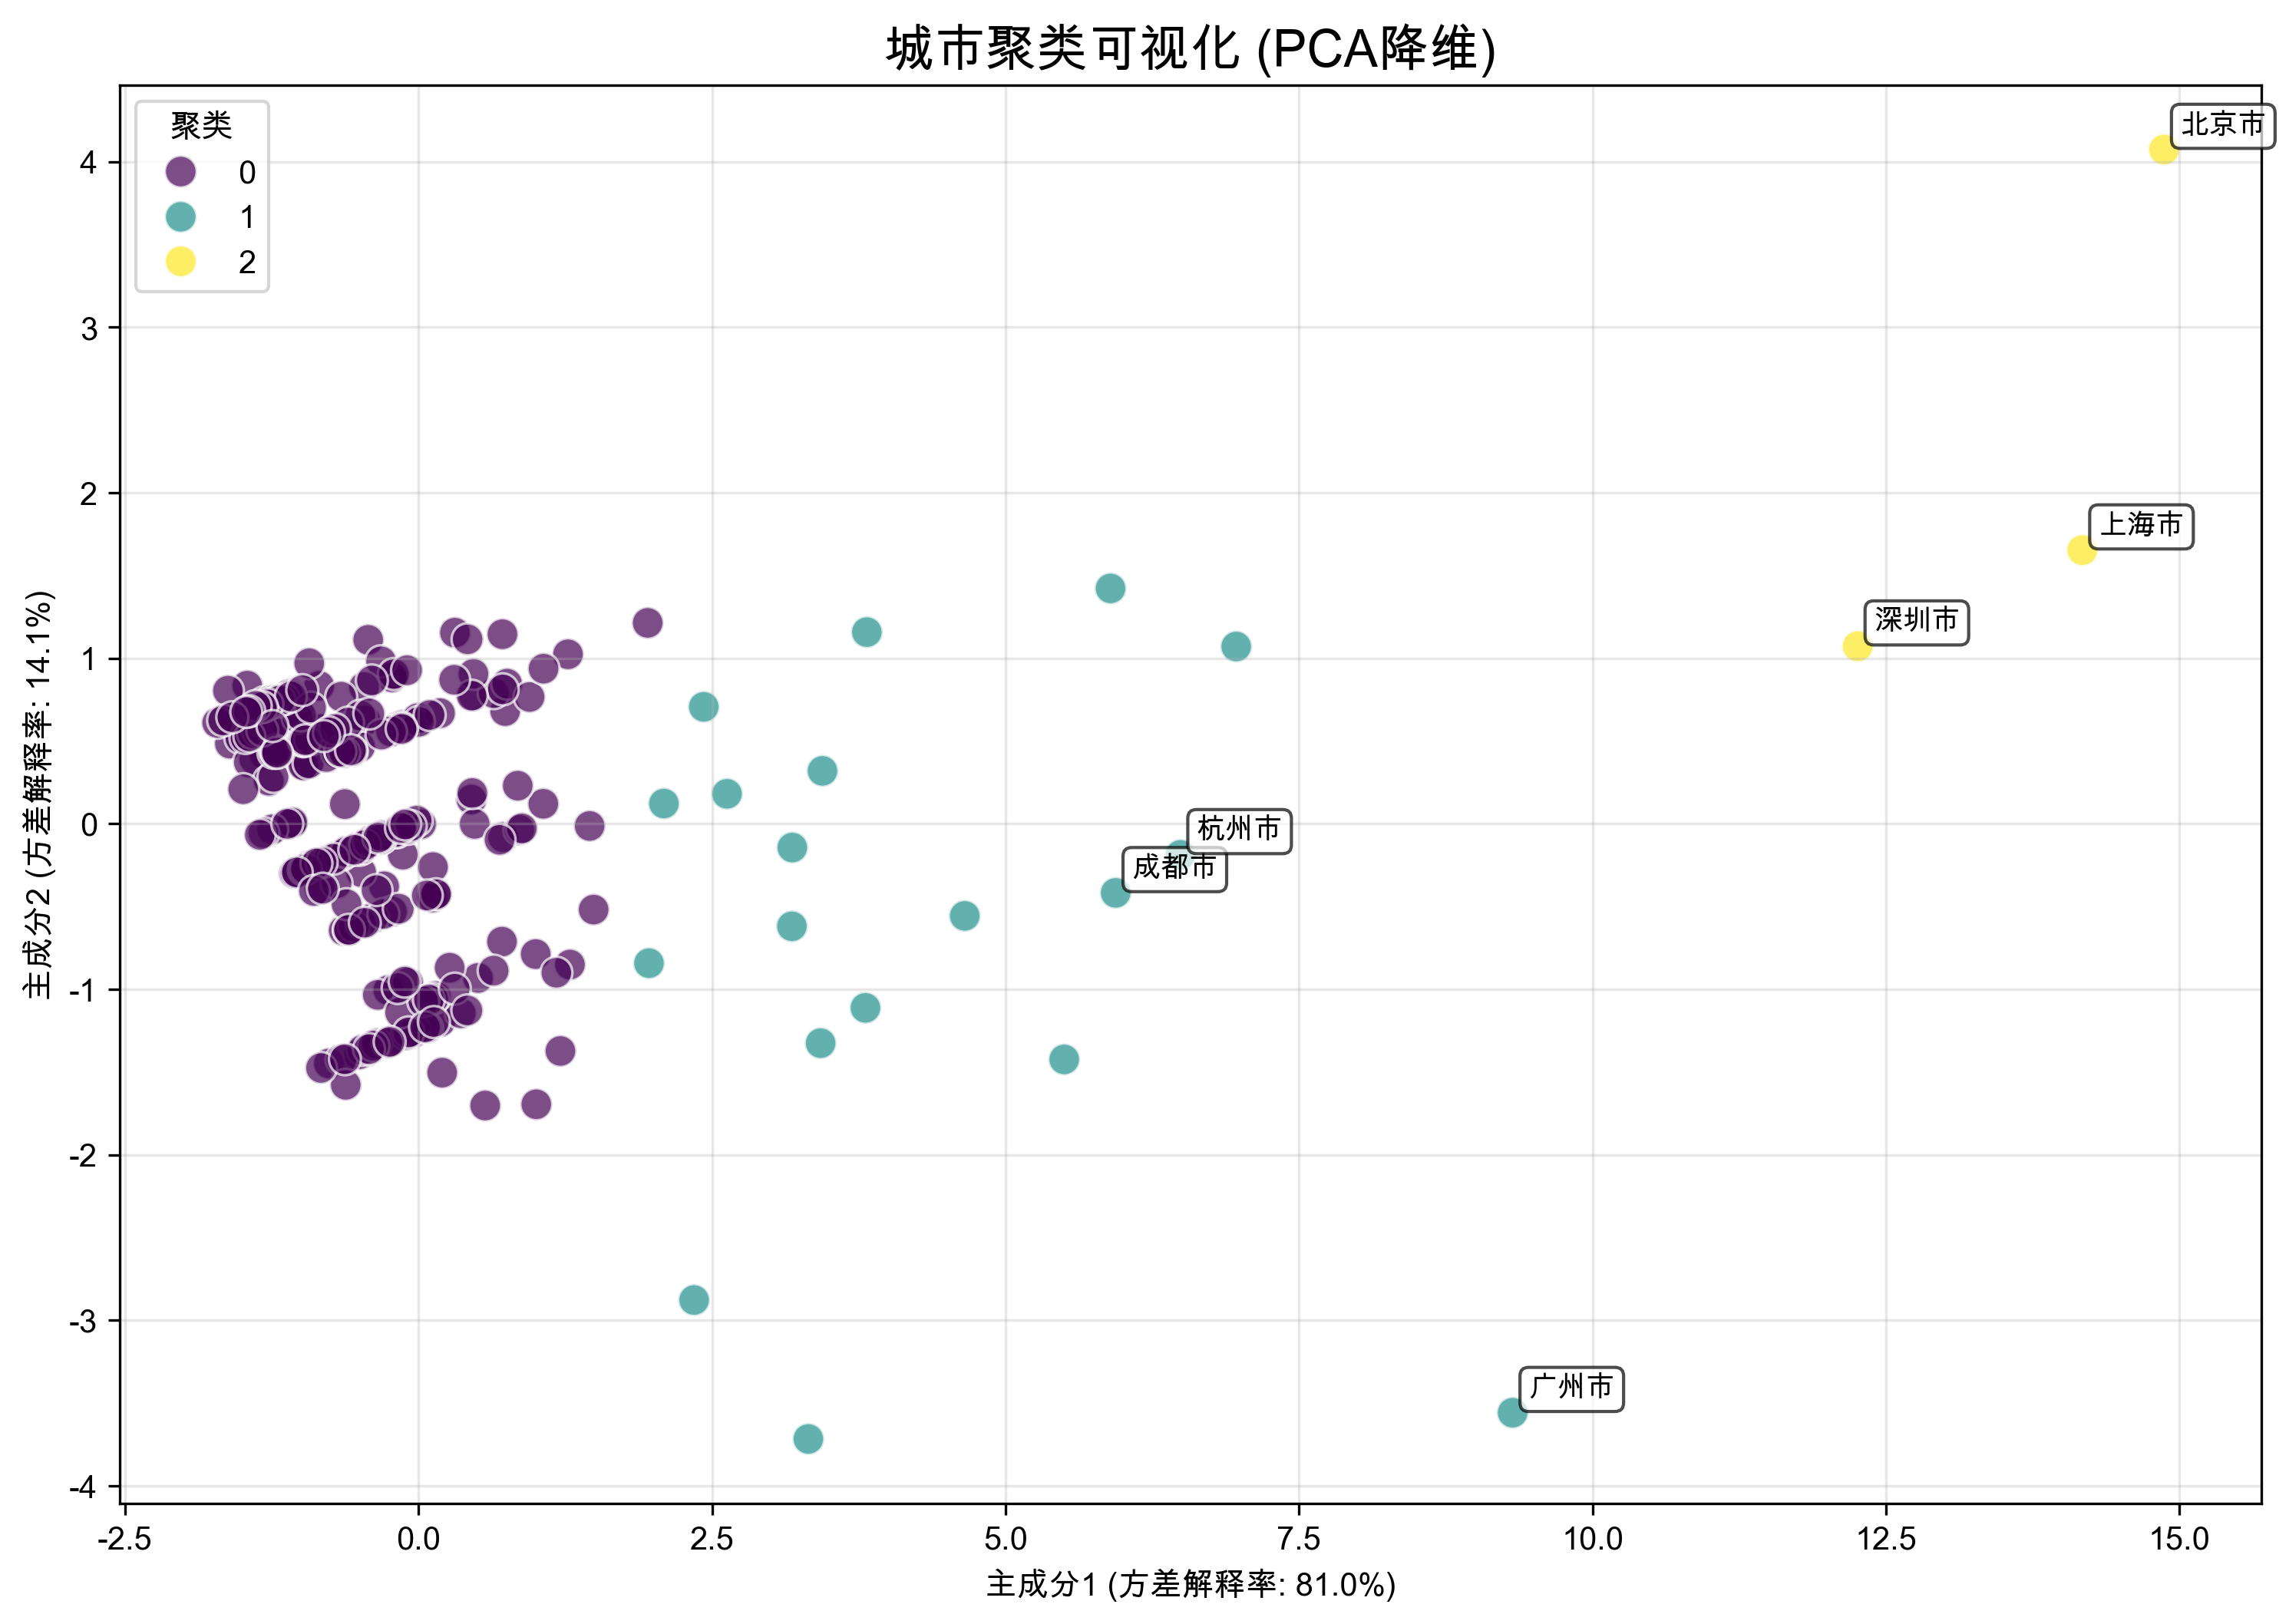 城市聚类可视化 (PCA降维)
聚类
0
1
2
北京市
上海市
深圳市
杭州市
成都市
广州市
4
3
2
1
0
-1
-2
-3
-4
主成分2 (方差解释率: 14.1%)
-2.5 0.0 2.5 5.0 7.5 10.0 12.5 15.0
主成分1 (方差解释率: 81.0%)